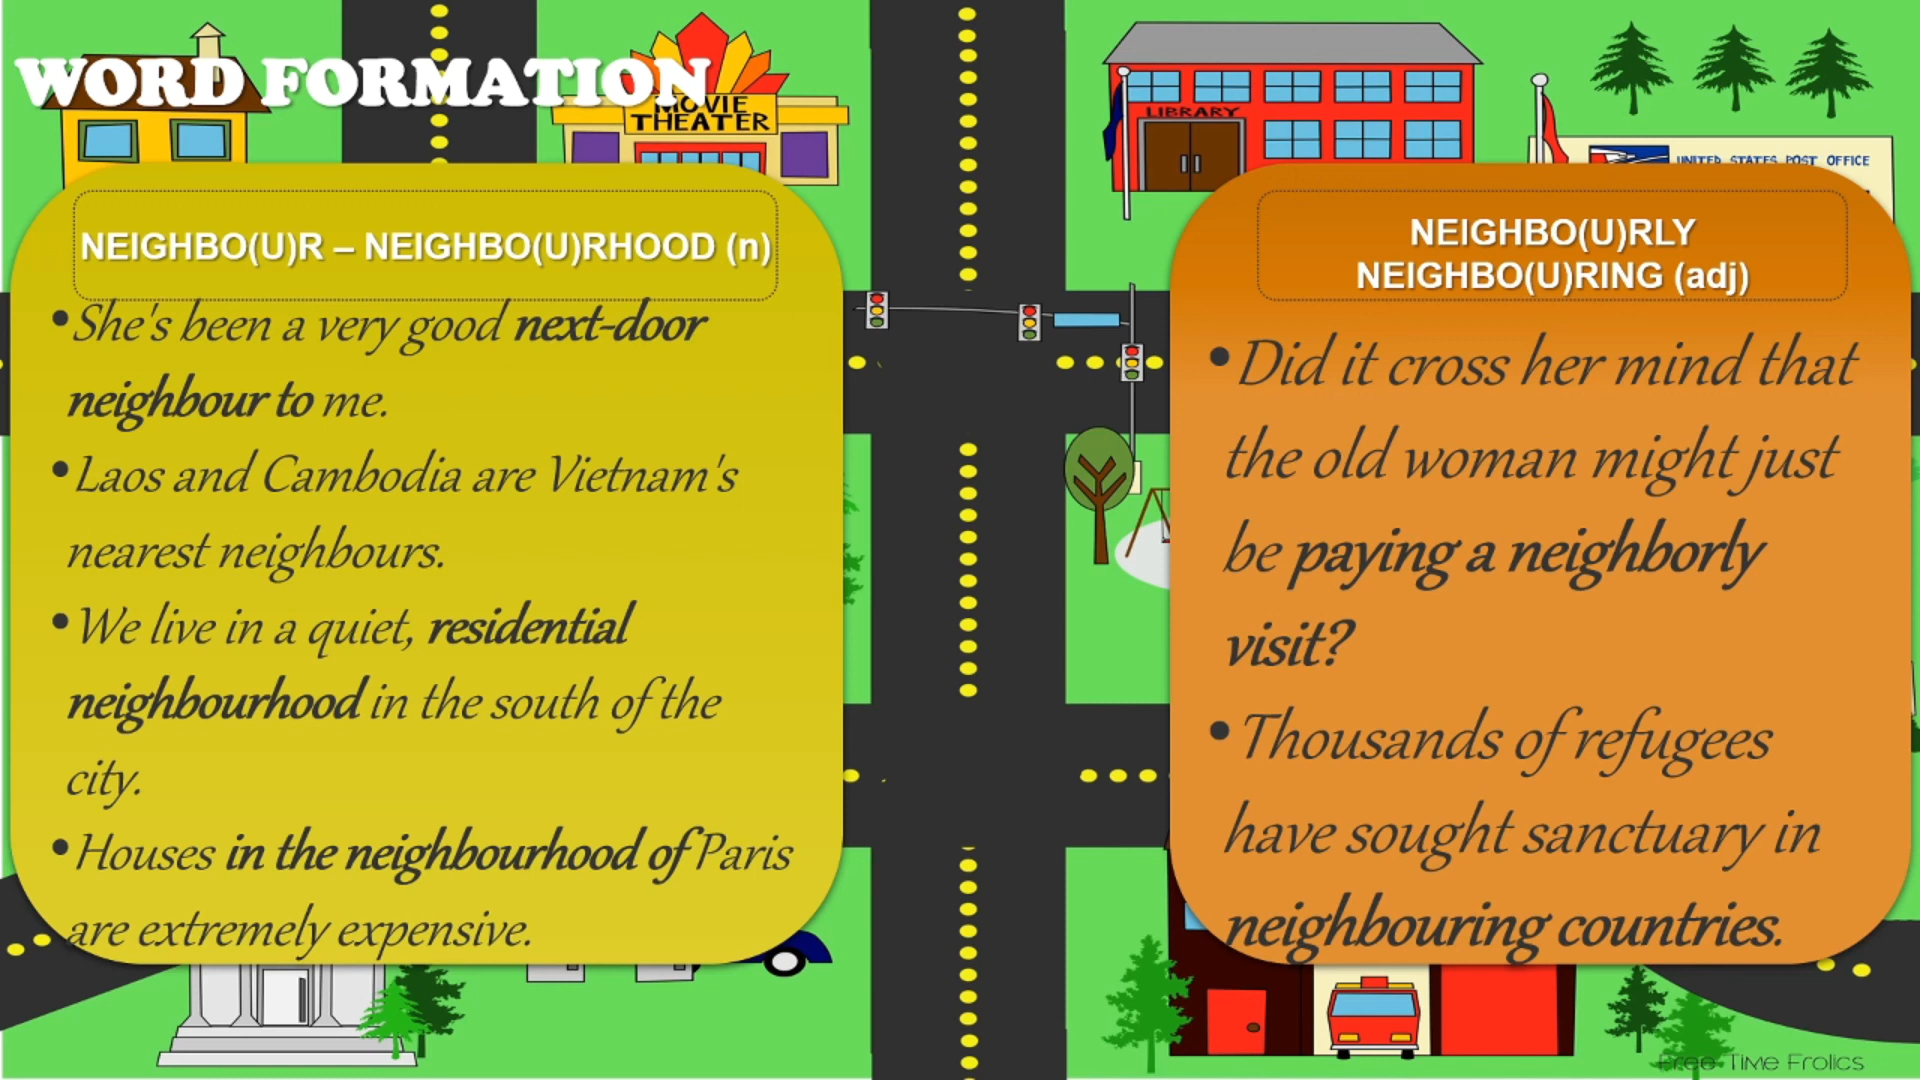 WORD FORMATION
MOVIE
THEATER
LIBRARY
UNITED STATES POST OFFICE
NEIGHBO(U)R – NEIGHBO(U)RHOOD (n)
•She's been a very good next-door
neighbour to me.
•Laos and Cambodia are Vietnam's
nearest neighbours.
•We live in a quiet, residential
neighbourhood in the south of the
city.
•Houses in the neighbourhood of Paris
are extremely expensive.
NEIGHBO(U)RLY
NEIGHBO(U)RING (adj)
•Did it cross her mind that
the old woman might just
be paying a neighborly
visit?
•Thousands of refugees
have sought sanctuary in
neighbouring countries.
Free Time Frolics